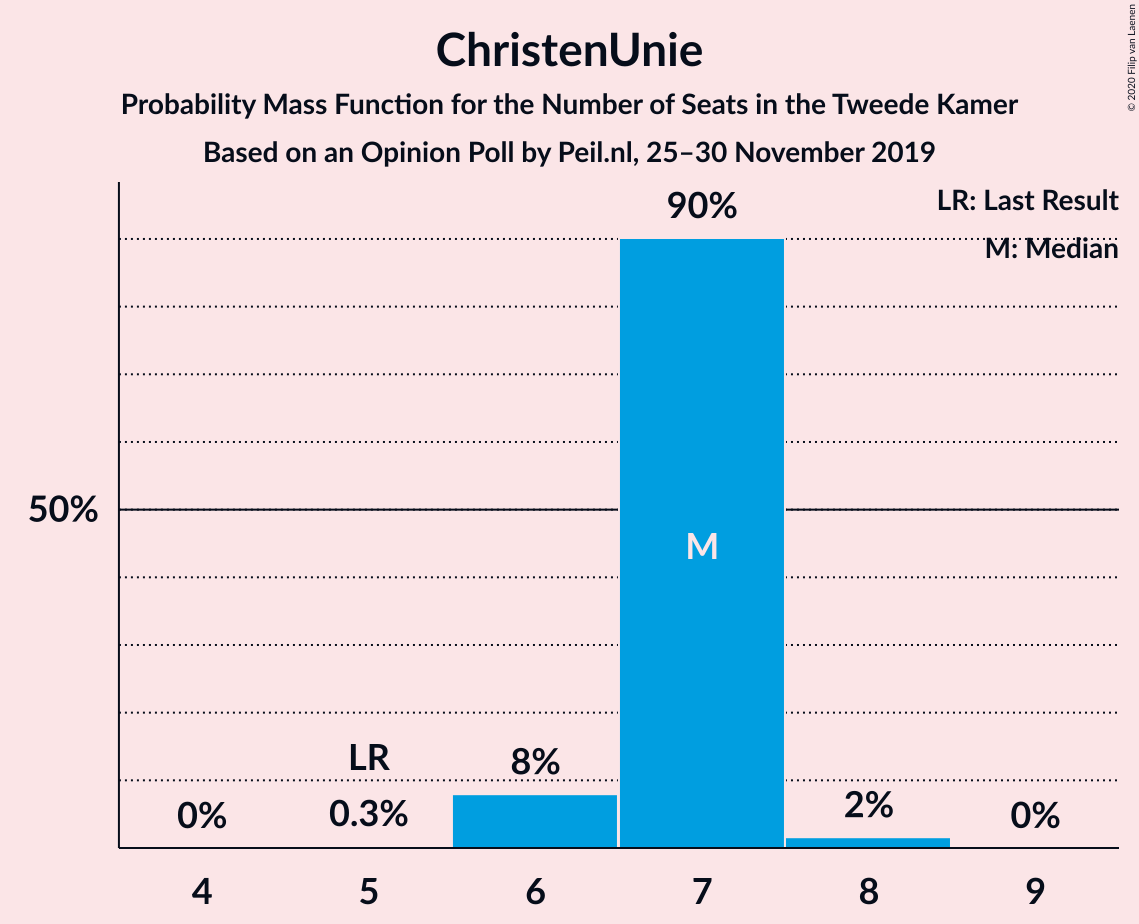 ChristenUnie
Probability Mass Function for the Number of Seats in the Tweede Kamer
Based on an Opinion Poll by Peil.nl, 25–30 November 2019
© 2020 Filip van Laenen
LR: Last Result
M: Median
90%
50%
M
LR
8%
0%
0.3%
2%
0%
4 5 6 7 8 9